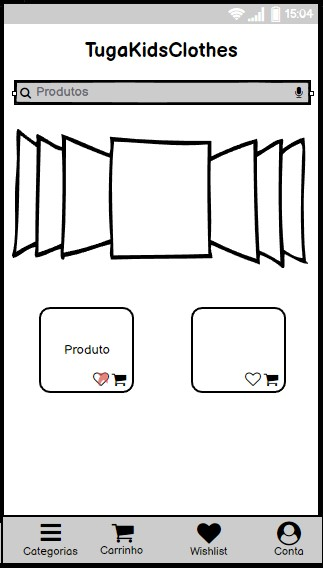 15:04
TugaKidsClothes
Produtos
Produto
Categorias Carrinho Wishlist Conta